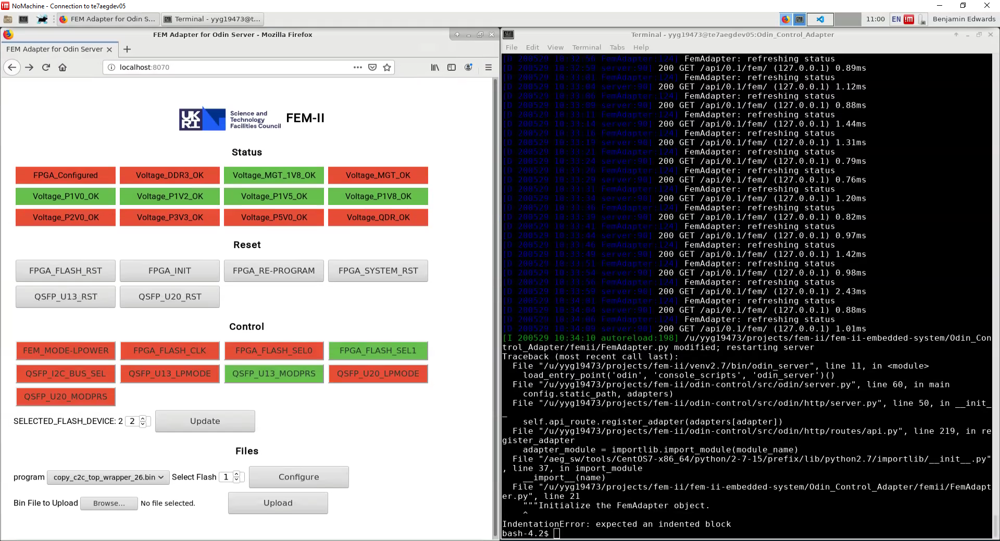 NoMachine - Connection to te7aegdev05
FEM Adapter for Odin S...
Terminal - yyg19473@t...
11:00
EN
Benjamin Edwards
FEM Adapter for Odin Server - Mozilla Firefox
FEM Adapter for Odin Server
localhost:8070
UKRI
Science and
Technology
Facilities Council
FEM-II
Status
FPGA_Configured Voltage_DDR3_OK Voltage_MGT_1V8_OK Voltage_MGT_OK
Voltage_P1V0_OK Voltage_P1V2_OK Voltage_P1V5_OK Voltage_P1V8_OK
Voltage_P2V0_OK Voltage_P3V3_OK Voltage_P5V0_OK Voltage_QDR_OK
Reset
FPGA_FLASH_RST FPGA_INIT FPGA_RE-PROGRAM FPGA_SYSTEM_RST
QSFP_U13_RST QSFP_U20_RST
Control
FEM_MODE-LPOWER FPGA_FLASH_CLK FPGA_FLASH_SEL0 FPGA_FLASH_SEL1
QSFP_I2C_BUS_SEL QSFP_U13_LPMODE QSFP_U13_MODPRS QSFP_U20_LPMODE
QSFP_U20_MODPRS
SELECTED_FLASH_DEVICE: 2 2 Update
Files
program copy_c2c_top_wrapper_26.bin Select Flash 1 Configure
Bin File to Upload Browse... No file selected. Upload
Terminal - yyg19473@te7aegdev05:Odin_Control_Adapter
File Edit View Terminal Tabs Help
[D 200529 10:32:56 FemAdapter:124] FemAdapter: refreshing status
[D 200529 10:32:59 server:90] 200 GET /api/0.1/fem/ (127.0.0.1) 0.89ms
[D 200529 10:33:01 FemAdapter:124] FemAdapter: refreshing status
[D 200529 10:33:04 server:90] 200 GET /api/0.1/fem/ (127.0.0.1) 1.12ms
[D 200529 10:33:06 FemAdapter:124] FemAdapter: refreshing status
[D 200529 10:33:09 server:90] 200 GET /api/0.1/fem/ (127.0.0.1) 0.88ms
[D 200529 10:33:11 FemAdapter:124] FemAdapter: refreshing status
[D 200529 10:33:14 server:90] 200 GET /api/0.1/fem/ (127.0.0.1) 1.44ms
[D 200529 10:33:16 FemAdapter:124] FemAdapter: refreshing status
[D 200529 10:33:19 server:90] 200 GET /api/0.1/fem/ (127.0.0.1) 1.31ms
[D 200529 10:33:21 FemAdapter:124] FemAdapter: refreshing status
[D 200529 10:33:24 server:90] 200 GET /api/0.1/fem/ (127.0.0.1) 0.79ms
[D 200529 10:33:26 FemAdapter:124] FemAdapter: refreshing status
[D 200529 10:33:29 server:90] 200 GET /api/0.1/fem/ (127.0.0.1) 0.76ms
[D 200529 10:33:31 FemAdapter:124] FemAdapter: refreshing status
[D 200529 10:33:34 server:90] 200 GET /api/0.1/fem/ (127.0.0.1) 1.20ms
[D 200529 10:33:36 FemAdapter:124] FemAdapter: refreshing status
[D 200529 10:33:39 server:90] 200 GET /api/0.1/fem/ (127.0.0.1) 0.82ms
[D 200529 10:33:41 FemAdapter:124] FemAdapter: refreshing status
[D 200529 10:33:44 server:90] 200 GET /api/0.1/fem/ (127.0.0.1) 0.97ms
[D 200529 10:33:46 FemAdapter:124] FemAdapter: refreshing status
[D 200529 10:33:49 server:90] 200 GET /api/0.1/fem/ (127.0.0.1) 1.42ms
[D 200529 10:33:51 FemAdapter:124] FemAdapter: refreshing status
[D 200529 10:33:54 server:90] 200 GET /api/0.1/fem/ (127.0.0.1) 0.98ms
[D 200529 10:33:56 FemAdapter:124] FemAdapter: refreshing status
[D 200529 10:33:59 server:90] 200 GET /api/0.1/fem/ (127.0.0.1) 2.43ms
[D 200529 10:34:01 FemAdapter:124] FemAdapter: refreshing status
[D 200529 10:34:04 server:90] 200 GET /api/0.1/fem/ (127.0.0.1) 0.88ms
[D 200529 10:34:06 FemAdapter:124] FemAdapter: refreshing status
[D 200529 10:34:09 server:90] 200 GET /api/0.1/fem/ (127.0.0.1) 1.01ms
[I 200529 10:34:10 autoreload:198] /u/yyg19473/projects/fem-ii/fem-ii-embedded-system/Odin_Con
trol_Adapter/femii/FemAdapter.py modified; restarting server
Traceback (most recent call last):
File "/u/yyg19473/projects/fem-ii/venv2.7/bin/odin_server", line 11, in <module>
load_entry_point('odin', 'console_scripts', 'odin_server')()
File "/u/yyg19473/projects/fem-ii/odin-control/src/odin/server.py", line 60, in main
config.static_path, adapters)
File "/u/yyg19473/projects/fem-ii/odin-control/src/odin/http/server.py", line 50, in __init_
_
self.api_route.register_adapter(adapters[adapter])
File "/u/yyg19473/projects/fem-ii/odin-control/src/odin/http/routes/api.py", line 219, in re
gister_adapter
adapter_module = importlib.import_module(module_name)
File "/aeg_sw/tools/CentOS7-x86_64/python/2-7-15/prefix/lib/python2.7/importlib/__init__.py"
, line 37, in import_module
__import__(name)
File "/u/yyg19473/projects/fem-ii/fem-ii-embedded-system/Odin_Control_Adapter/femii/FemAdapt
er.py", line 21
"""Initialize the FemAdapter object.
^
IndentationError: expected an indented block
bash-4.2$